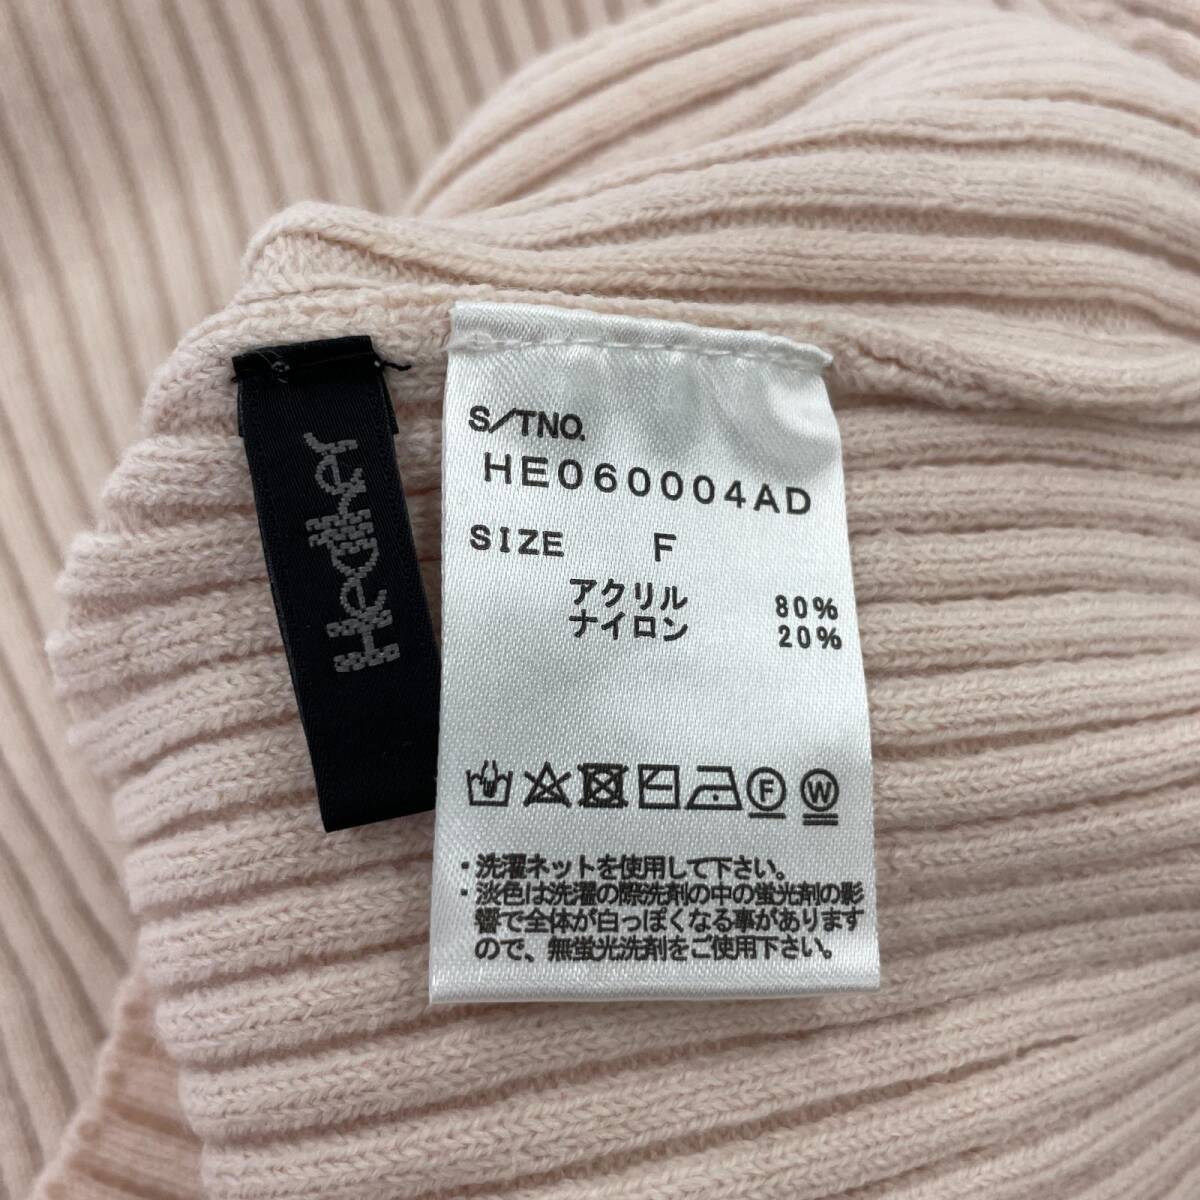 Heather
S/TNO.
HE060004AD
SIZE F
アクリル 80%
ナイロン 20%
F W
・洗濯ネットを使用して下さい。
・淡色は洗濯の際洗剤の中の蛍光剤の影
響で全体が白っぽくなる事があります
ので、無蛍光洗剤をご使用下さい。